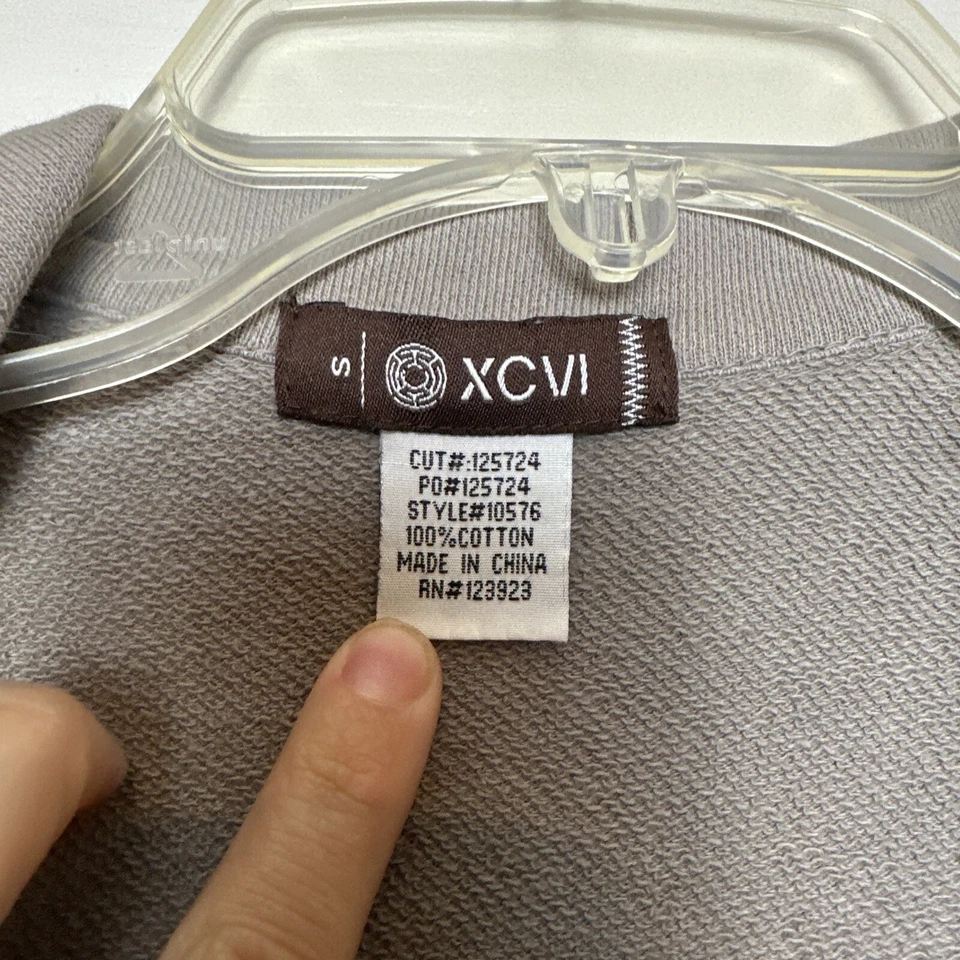 S
XCVI
CUT#:125724
PO#125724
STYLE#10576
100%COTTON
MADE IN CHINA
RN#123923